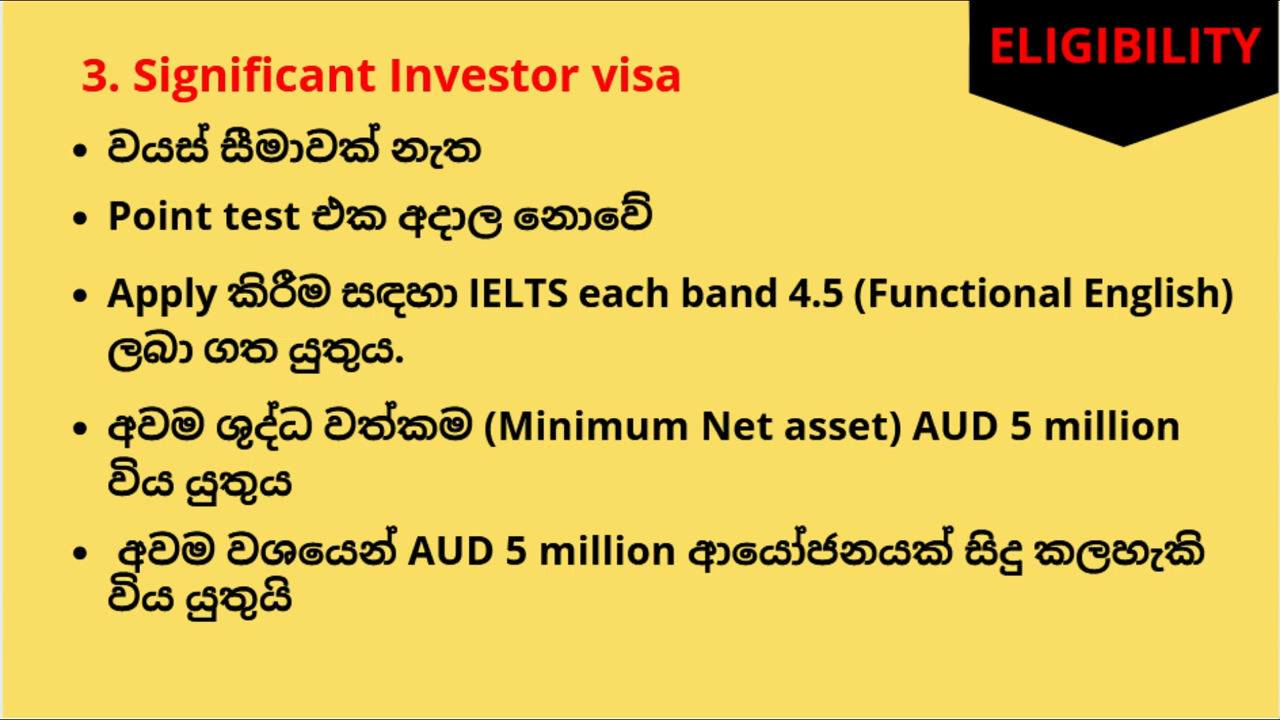 ELIGIBILITY
3. Significant Investor visa
• වයස් සීමාවක් නැත
• Point test එක අදාල නොවේ
• Apply කිරීම සඳහා IELTS each band 4.5 (Functional English)
ලබා ගත යුතුය.
• අවම ශුද්ධ වත්කම (Minimum Net asset) AUD 5 million
විය යුතුය
• අවම වශයෙන් AUD 5 million ආයෝජනයක් සිදු කලහැකි
විය යුතුයි